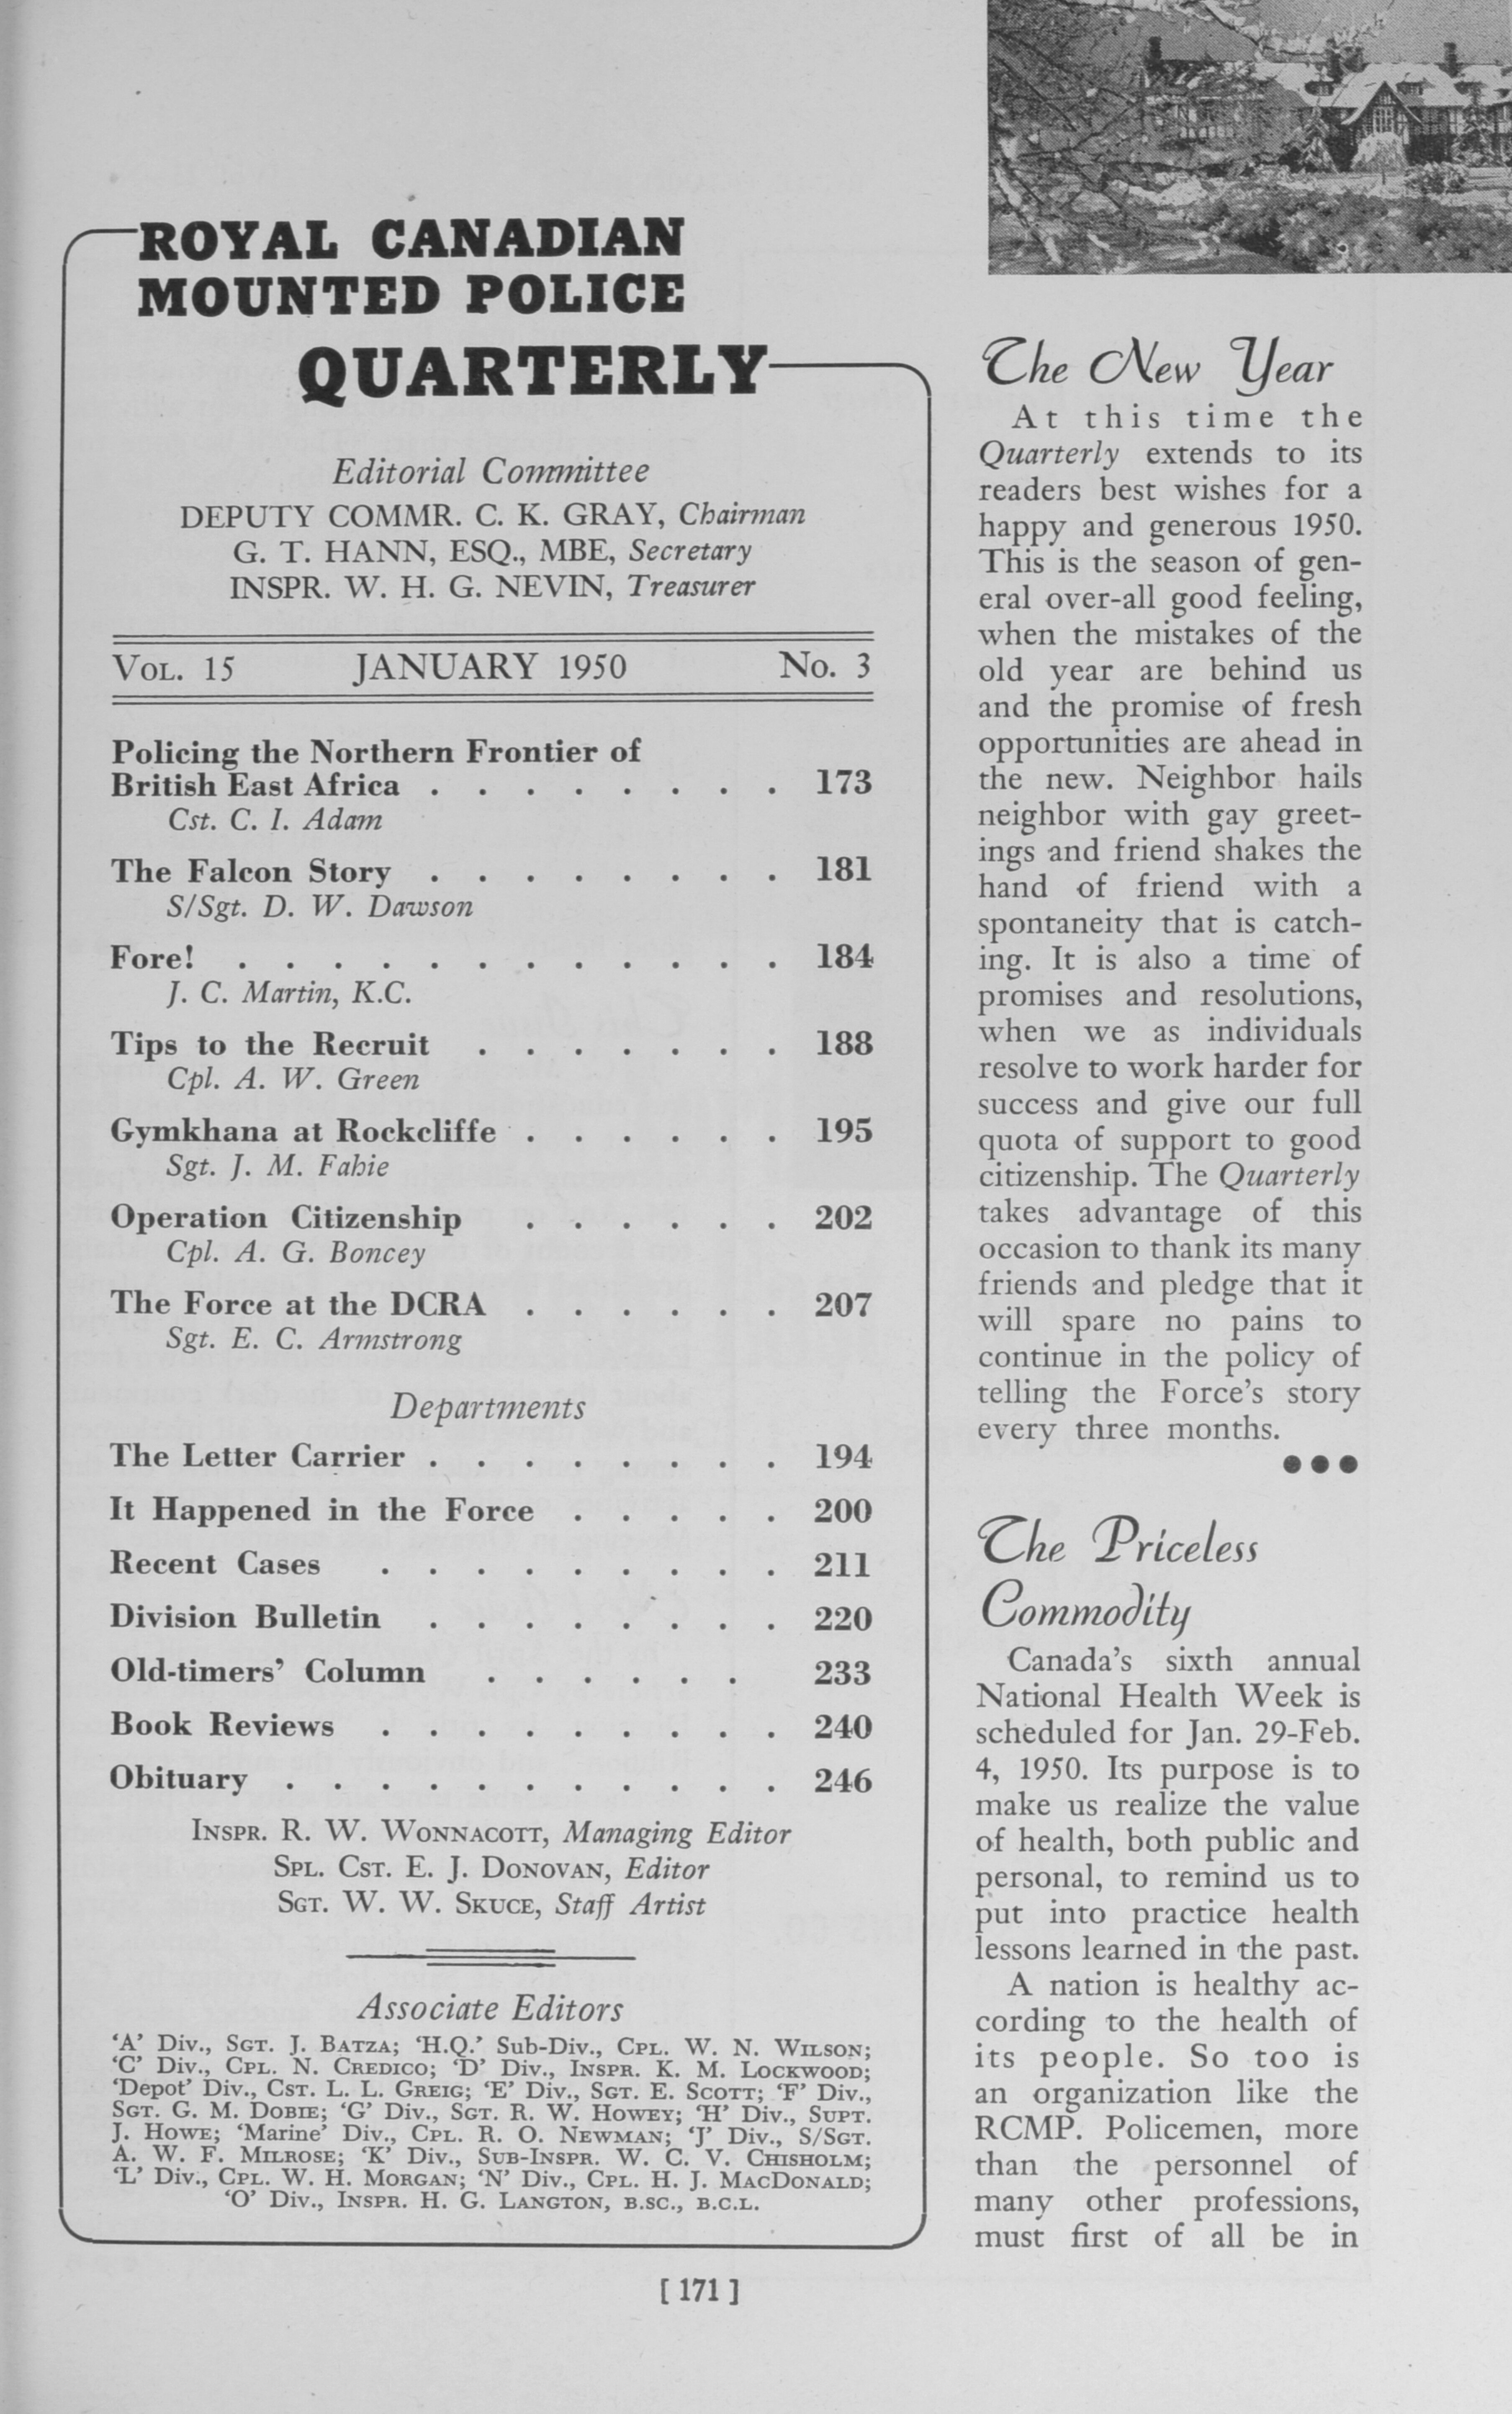 ROYAL CANADIAN
MOUNTED POLICE
QUARTERLY
Editorial Committee
DEPUTY COMMR. C. K. GRAY, Chairman
G. T. HANN, ESQ., MBE, Secretary
INSPR. W. H. G. NEVIN, Treasurer
VOL. 15 JANUARY 1950 No. 3
Policing the Northern Frontier of
British East Africa . . . . . . . . 173
Cst. C. I. Adam
The Falcon Story . . . . . . . . 181
S/Sgt. D. W. Dawson
Fore! . . . . . . . . . . . . 184
J. C. Martin, K.C.
Tips to the Recruit . . . . . . . 188
Cpl. A. W. Green
Gymkhana at Rockcliffe . . . . . . 195
Sgt. J. M. Fahie
Operation Citizenship . . . . . . 202
Cpl. A. G. Boncey
The Force at the DCRA . . . . . . 207
Sgt. E. C. Armstrong
Departments
The Letter Carrier . . . . . . . . 194
It Happened in the Force . . . . . 200
Recent Cases . . . . . . . . . 211
Division Bulletin . . . . . . . . 220
Old-timers' Column . . . . . . 233
Book Reviews . . . . . . . . . 240
Obituary . . . . . . . . . . . 246
INSPR. R. W. WONNACOTT, Managing Editor
SPL. CST. E. J. DONOVAN, Editor
SGT. W. W. SKUCE, Staff Artist
Associate Editors
'A' Div., SGT. J. BATZA; 'H.Q.' Sub-Div., CPL. W. N. WILSON;
'C' Div., CPL. N. CREDICO; 'D' Div., INSPR. K. M. LOCKWOOD;
'Depot' Div., CST. L. L. GREIG; 'E' Div., SGT. E. SCOTT; 'F' Div.,
SGT. G. M. DOBIE; 'G' Div., SGT. R. W. HOWEY; 'H' Div., SUPT.
J. HOWE; 'Marine' Div., CPL. R. O. NEWMAN; 'J' Div., S/SGT.
A. W. F. MILROSE; 'K' Div., SUB-INSPR. W. C. V. CHISHOLM;
'L' Div., CPL. W. H. MORGAN; 'N' Div., CPL. H. J. MACDONALD;
'O' Div., INSPR. H. G. LANGTON, B.SC., B.C.L.
The New Year
At this time the
Quarterly extends to its
readers best wishes for a
happy and generous 1950.
This is the season of gen-
eral over-all good feeling,
when the mistakes of the
old year are behind us
and the promise of fresh
opportunities are ahead in
the new. Neighbor hails
neighbor with gay greet-
ings and friend shakes the
hand of friend with a
spontaneity that is catch-
ing. It is also a time of
promises and resolutions,
when we as individuals
resolve to work harder for
success and give our full
quota of support to good
citizenship. The Quarterly
takes advantage of this
occasion to thank its many
friends and pledge that it
will spare no pains to
continue in the policy of
telling the Force's story
every three months.
●●●
The Priceless
Commodity
Canada's sixth annual
National Health Week is
scheduled for Jan. 29-Feb.
4, 1950. Its purpose is to
make us realize the value
of health, both public and
personal, to remind us to
put into practice health
lessons learned in the past.
A nation is healthy ac-
cording to the health of
its people. So too is
an organization like the
RCMP. Policemen, more
than the personnel of
many other professions,
must first of all be in
[ 171 ]